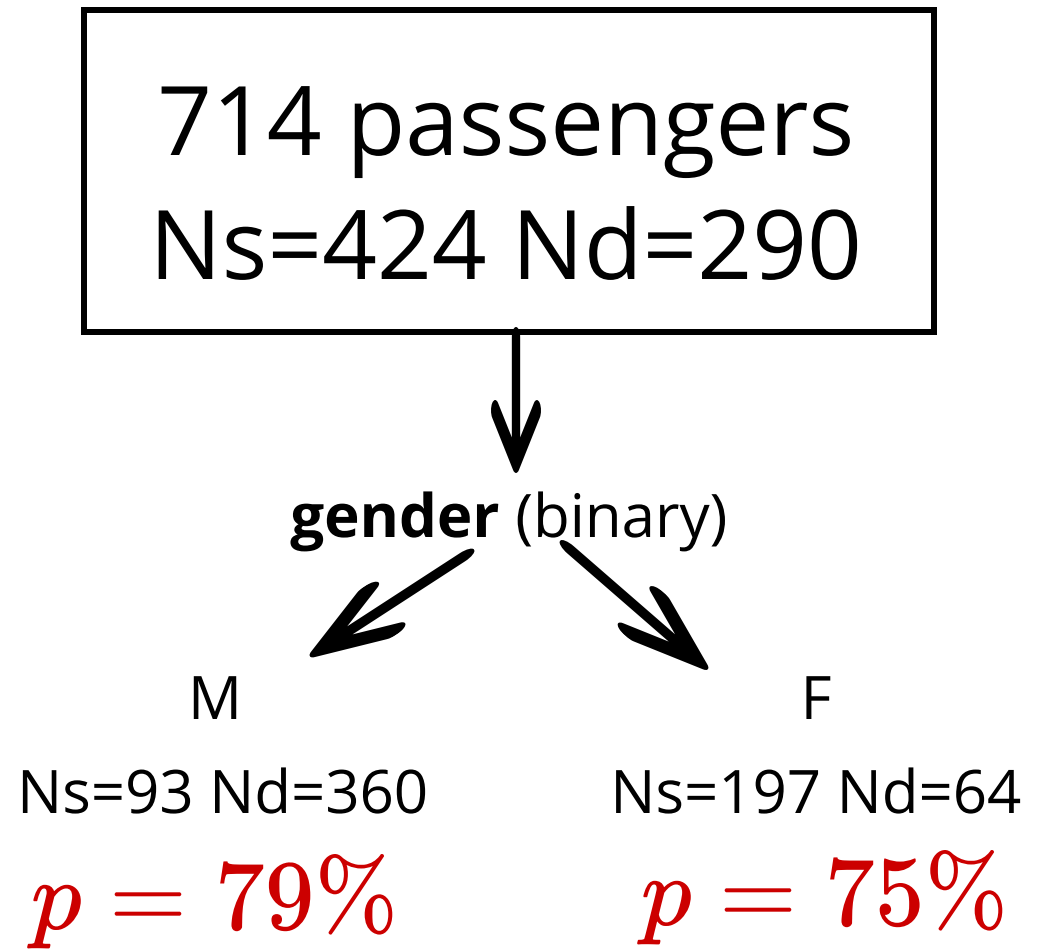 714 passengers
Ns=424 Nd=290
gender (binary)
M
F
Ns=93 Nd=360
Ns=197 Nd=64
p = 79%
p = 75%